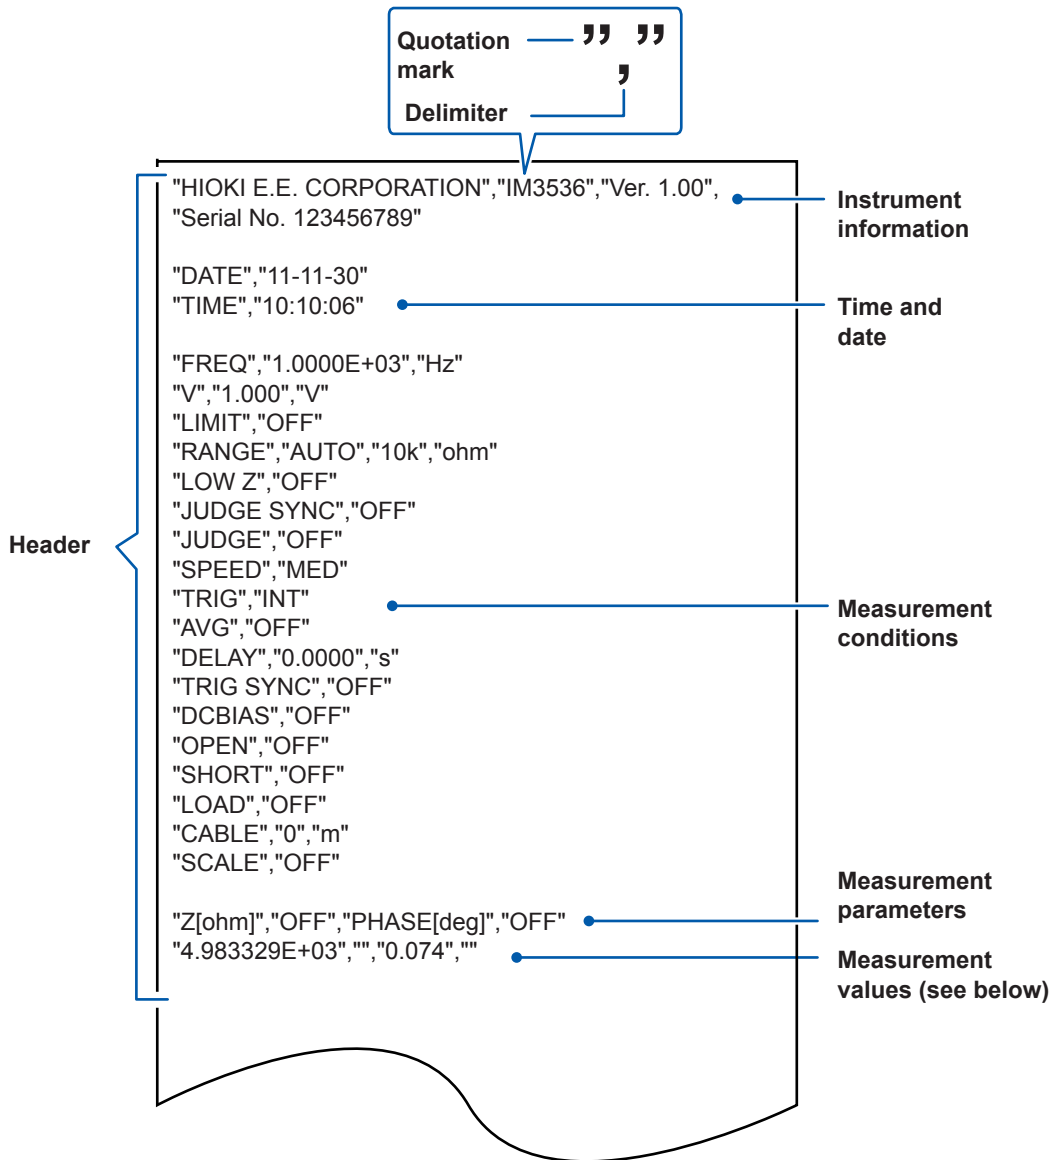 Quotation
mark
” ”
,
Delimiter
"HIOKI E.E. CORPORATION","IM3536","Ver. 1.00",
"Serial No. 123456789"
Instrument
information
"DATE","11-11-30"
"TIME","10:10:06"
Time and
date
"FREQ","1.0000E+03","Hz"
"V","1.000","V"
"LIMIT","OFF"
"RANGE","AUTO","10k","ohm"
"LOW Z","OFF"
"JUDGE SYNC","OFF"
"JUDGE","OFF"
"SPEED","MED"
"TRIG","INT"
"AVG","OFF"
"DELAY","0.0000","s"
"TRIG SYNC","OFF"
"DCBIAS","OFF"
"OPEN","OFF"
"SHORT","OFF"
"LOAD","OFF"
"CABLE","0","m"
"SCALE","OFF"
Header
Measurement
conditions
"Z[ohm]","OFF","PHASE[deg]","OFF"
"4.983329E+03","","0.074",""
Measurement
parameters
Measurement
values (see below)